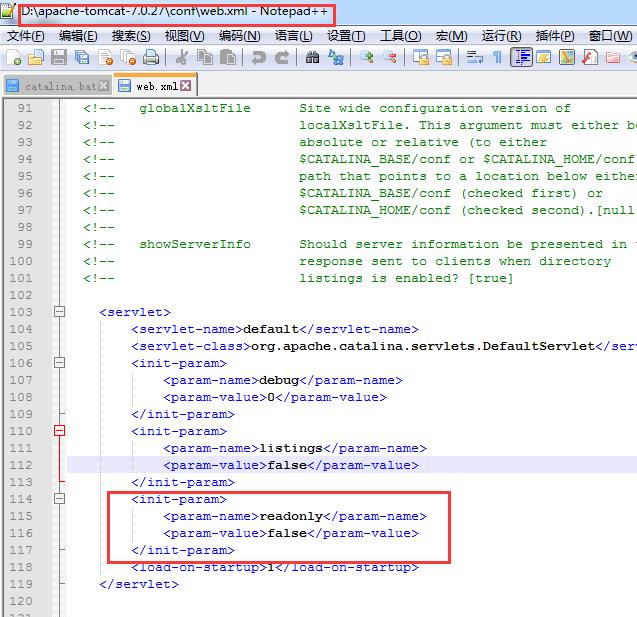 D:\apache-tomcat-7.0.27\conf\web.xml - Notepad++
文件(F) 编辑(E) 搜索(S) 视图(V) 编码(N) 语言(L) 设置(T) 工具(O) 宏(M) 运行(R) 插件(P) 窗口(W)
catalina.bat web.xml
91 <!-- globalXsltFile Site wide configuration version of
92 <!-- localXsltFile. This argument must either b
93 <!-- absolute or relative (to either
94 <!-- $CATALINA_BASE/conf or $CATALINA_HOME/conf
95 <!-- path that points to a location below eithe
96 <!-- $CATALINA_BASE/conf (checked first) or
97 <!-- $CATALINA_HOME/conf (checked second).[null
98 <!--
99 <!-- showServerInfo Should server information be presented in
100 <!-- response sent to clients when directory
101 <!-- listings is enabled? [true]
102
103 <servlet>
104 <servlet-name>default</servlet-name>
105 <servlet-class>org.apache.catalina.servlets.DefaultServlet</serv
106 <init-param>
107 <param-name>debug</param-name>
108 <param-value>0</param-value>
109 </init-param>
110 <init-param>
111 <param-name>listings</param-name>
112 <param-value>false</param-value>
113 </init-param>
114 <init-param>
115 <param-name>readonly</param-name>
116 <param-value>false</param-value>
117 </init-param>
118 <load-on-startup>1</load-on-startup>
119 </servlet>
120